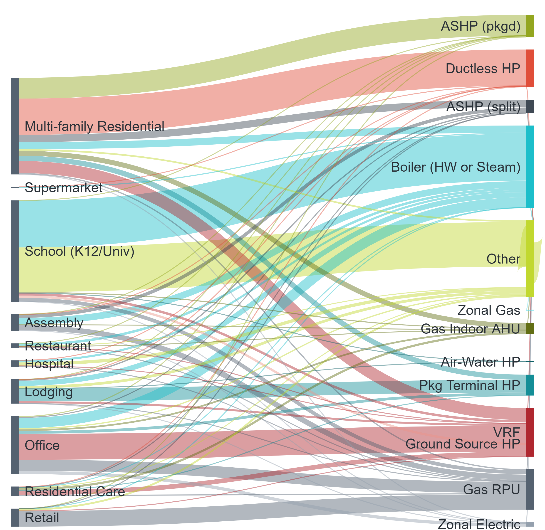 ASHP (pkgd)
Ductless HP
ASHP (split)
Multi-family Residential
Boiler (HW or Steam)
Supermarket
School (K12/Univ)
Other
Zonal Gas
Assembly
Gas Indoor AHU
Restaurant
Hospital
Air-Water HP
Lodging
Pkg Terminal HP
VRF
Office
Ground Source HP
Residential Care
Gas RPU
Retail
Zonal Electric